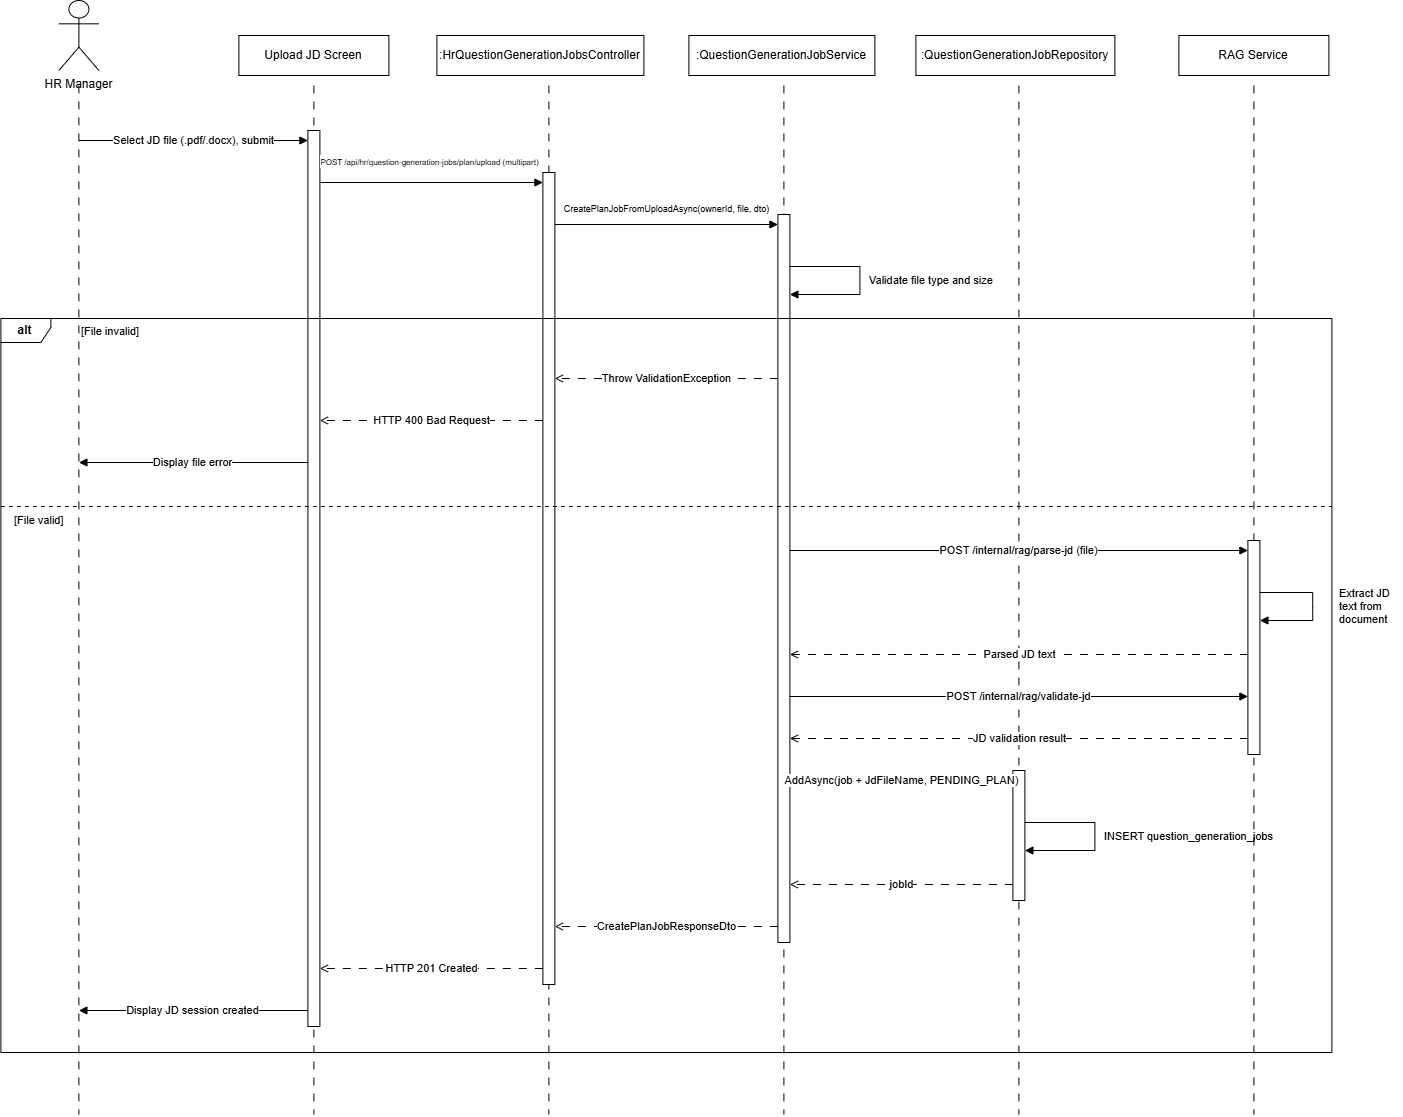 HR Manager
Upload JD Screen
:HrQuestionGenerationJobsController
:QuestionGenerationJobService
:QuestionGenerationJobRepository
RAG Service
Select JD file (.pdf/.docx), submit
POST /api/hr/question-generation-jobs/plan/upload (multipart)
CreatePlanJobFromUploadAsync(ownerId, file, dto)
Validate file type and size
alt
[File invalid]
Throw ValidationException
HTTP 400 Bad Request
Display file error
[File valid]
POST /internal/rag/parse-jd (file)
Extract JD
text from
document
Parsed JD text
POST /internal/rag/validate-jd
JD validation result
AddAsync(job + JdFileName, PENDING_PLAN)
INSERT question_generation_jobs
jobId
CreatePlanJobResponseDto
HTTP 201 Created
Display JD session created